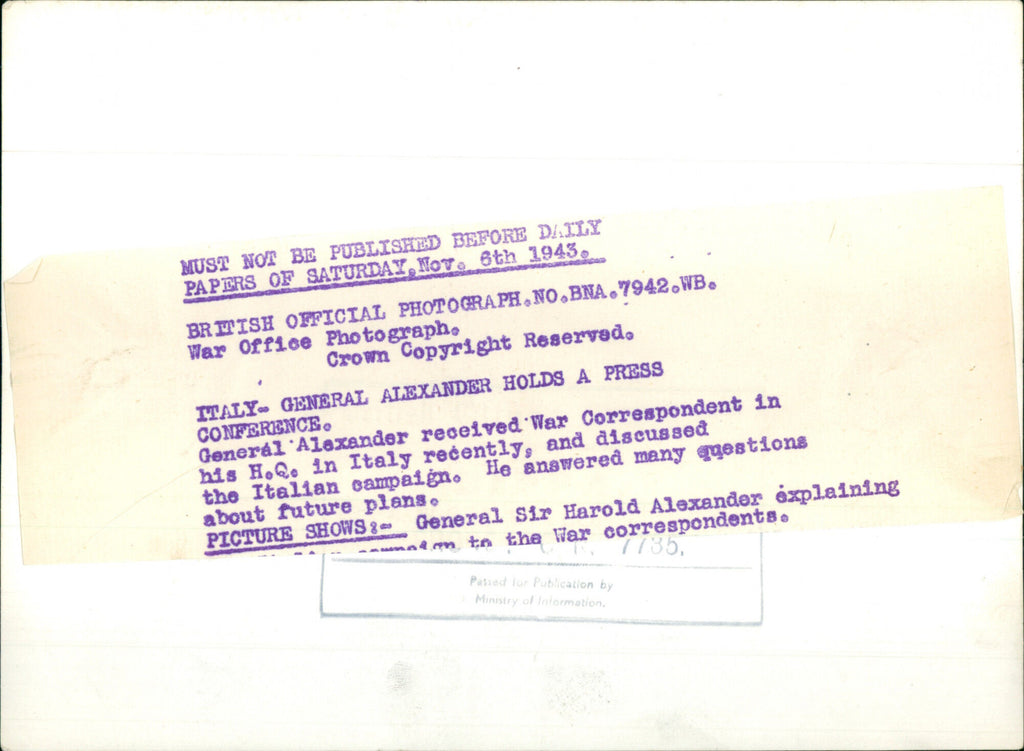 MUST NOT BE PUBLISHED BEFORE DAILY
PAPERS OF SATURDAY,Nov. 6th 1943.
BRITISH OFFICIAL PHOTOGRAPH.NO.BNA.7942.WB.
War Office Photograph.
Crown Copyright Reserved.
ITALY- GENERAL ALEXANDER HOLDS A PRESS
CONFERENCE.
General Alexander received War Correspondent in
his H.Q. in Italy recently, and discussed
the Italian campaign. He answered many questions
about future plans.
PICTURE SHOWS:- General Sir Harold Alexander explaining
campaign to the War correspondents.
7735.
Passed for Publication by
Ministry of Information.